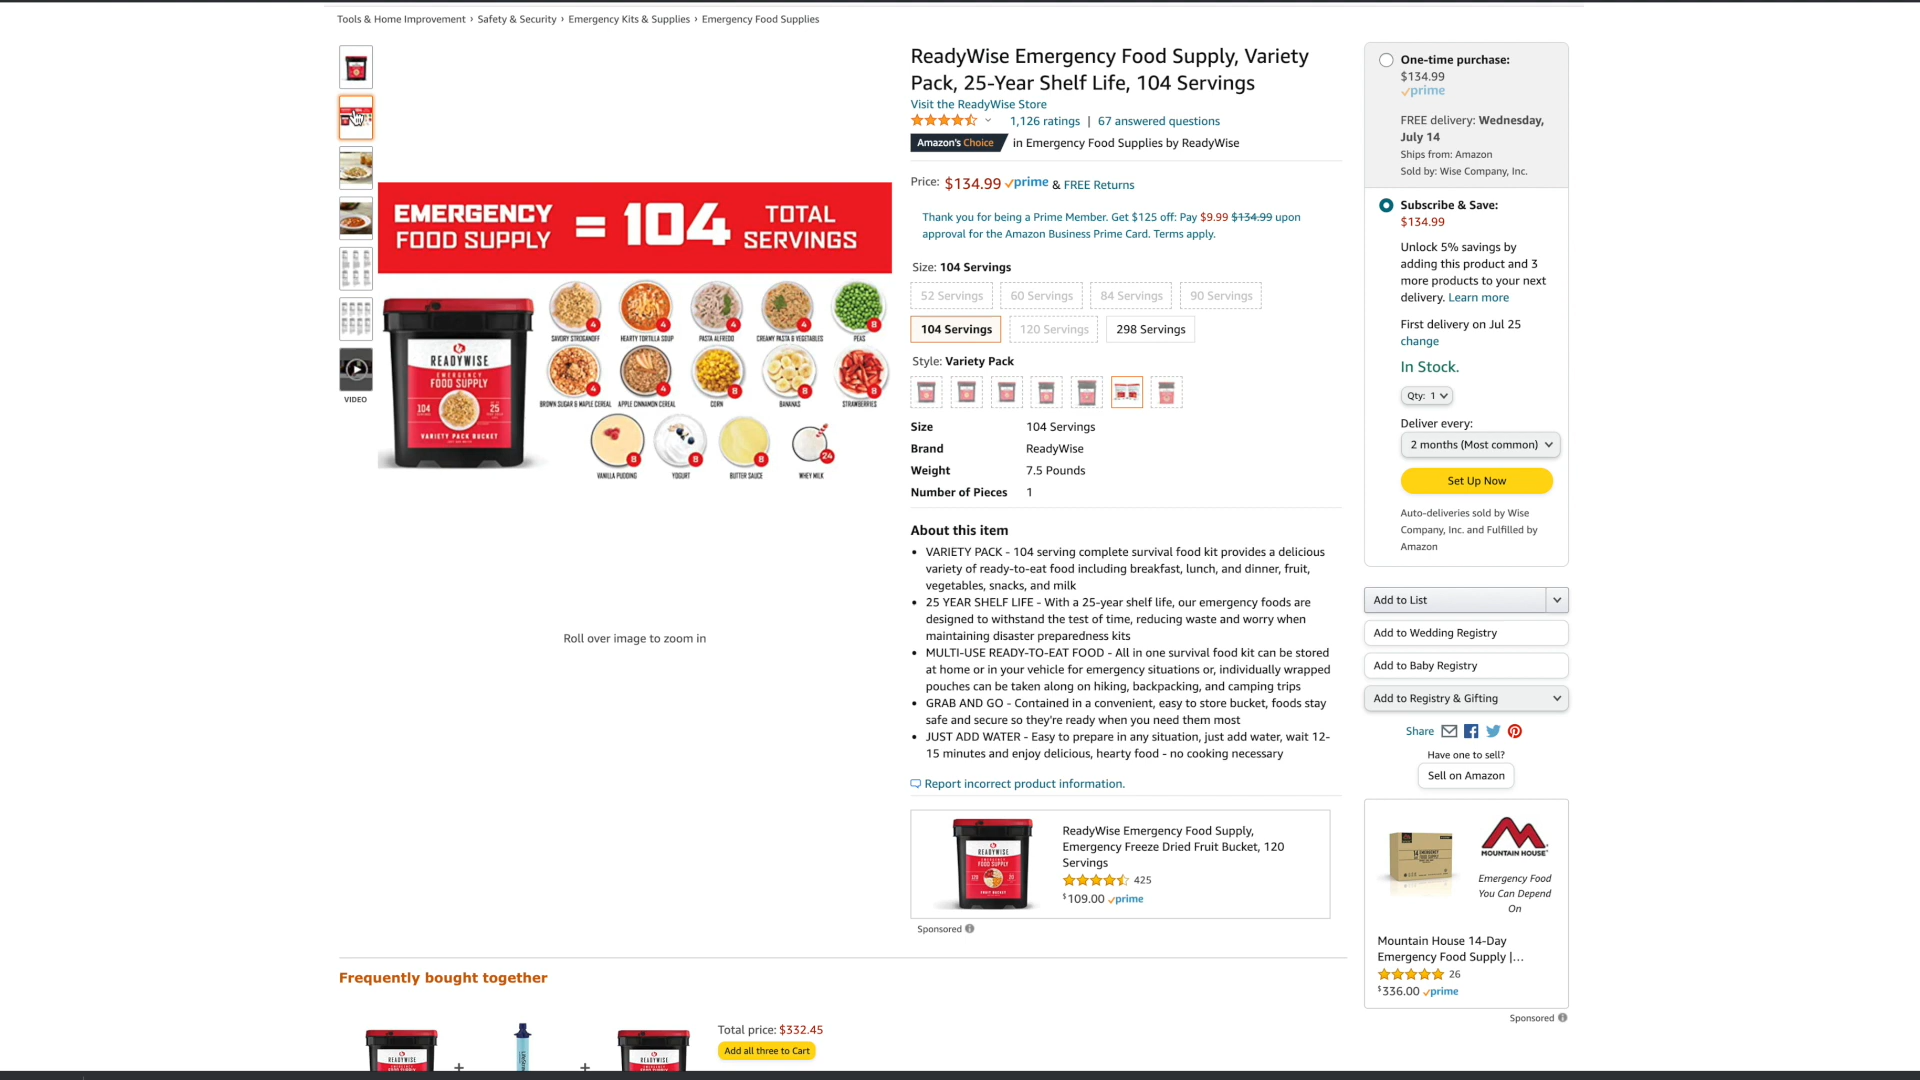 Tools & Home Improvement › Safety & Security › Emergency Kits & Supplies › Emergency Food Supplies
VIDEO
EMERGENCY
FOOD SUPPLY
= 104
TOTAL
SERVINGS
READYWISE
EMERGENCY
FOOD SUPPLY
104
25
VARIETY PACK BUCKET
4
4
4
4
8
SAVORY STROGANOFF
HEARTY TORTILLA SOUP
PASTA ALFREDO
CREAMY PASTA & VEGETABLES
PEAS
4
4
8
8
8
BROWN SUGAR & MAPLE CEREAL
APPLE CINNAMON CEREAL
CORN
BANANAS
STRAWBERRIES
8
8
8
24
VANILLA PUDDING
YOGURT
BUTTER SAUCE
WHEY MILK
Roll over image to zoom in
ReadyWise Emergency Food Supply, Variety
Pack, 25-Year Shelf Life, 104 Servings
Visit the ReadyWise Store
1,126 ratings | 67 answered questions
Amazon's Choice in Emergency Food Supplies by ReadyWise
Price: $134.99 prime & FREE Returns
Thank you for being a Prime Member. Get $125 off: Pay $9.99 $134.99 upon
approval for the Amazon Business Prime Card. Terms apply.
Size: 104 Servings
52 Servings
60 Servings
84 Servings
90 Servings
104 Servings
120 Servings
298 Servings
Style: Variety Pack
Size 104 Servings
Brand ReadyWise
Weight 7.5 Pounds
Number of Pieces 1
About this item
• VARIETY PACK - 104 serving complete survival food kit provides a delicious
variety of ready-to-eat food including breakfast, lunch, and dinner, fruit,
vegetables, snacks, and milk
• 25 YEAR SHELF LIFE - With a 25-year shelf life, our emergency foods are
designed to withstand the test of time, reducing waste and worry when
maintaining disaster preparedness kits
• MULTI-USE READY-TO-EAT FOOD - All in one survival food kit can be stored
at home or in your vehicle for emergency situations or, individually wrapped
pouches can be taken along on hiking, backpacking, and camping trips
• GRAB AND GO - Contained in a convenient, easy to store bucket, foods stay
safe and secure so they're ready when you need them most
• JUST ADD WATER - Easy to prepare in any situation, just add water, wait 12-
15 minutes and enjoy delicious, hearty food - no cooking necessary
Report incorrect product information.
READYWISE
FOOD SUPPLY
ReadyWise Emergency Food Supply,
Emergency Freeze Dried Fruit Bucket, 120
Servings
425
$109.00 prime
Sponsored
One-time purchase:
$134.99
prime
FREE delivery: Wednesday,
July 14
Ships from: Amazon
Sold by: Wise Company, Inc.
Subscribe & Save:
$134.99
Unlock 5% savings by
adding this product and 3
more products to your next
delivery. Learn more
First delivery on Jul 25
change
In Stock.
Qty: 1
Deliver every:
2 months (Most common)
Set Up Now
Auto-deliveries sold by Wise
Company, Inc. and Fulfilled by
Amazon
Add to List
Add to Wedding Registry
Add to Baby Registry
Add to Registry & Gifting
Share
Have one to sell?
Sell on Amazon
MOUNTAIN HOUSE
Emergency Food
You Can Depend
On
Mountain House 14-Day
Emergency Food Supply |...
26
$336.00 prime
Sponsored
Frequently bought together
READYWISE
+
+
READYWISE
Total price: $332.45
Add all three to Cart